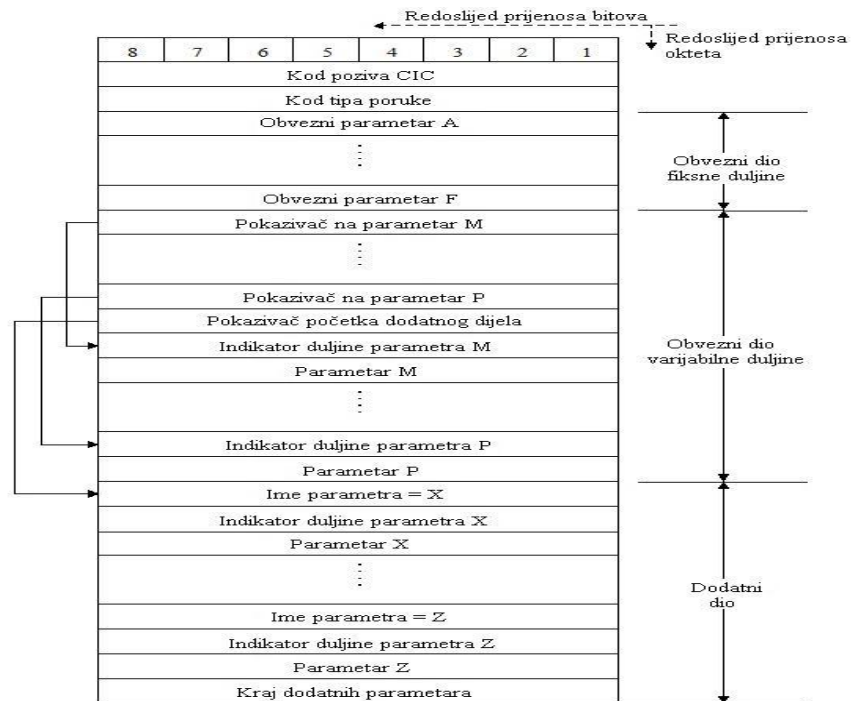 Redoslijed prijenosa bitova
Redoslijed prijenosa
okteta
8 7 6 5 4 3 2 1
Kod poziva CIC
Kod tipa poruke
Obvezni parametar A
Obvezni dio
fiksne duljine
Obvezni parametar F
Pokazivač na parametar M
Pokazivač na parametar P
Pokazivač početka dodatnog dijela
Indikator duljine parametra M
Obvezni dio
varijabilne duljine
Parametar M
Indikator duljine parametra P
Parametar P
Ime parametra = X
Indikator duljine parametra X
Parametar X
Dodatni
dio
Ime parametra = Z
Indikator duljine parametra Z
Parametar Z
Kraj dodatnih parametara